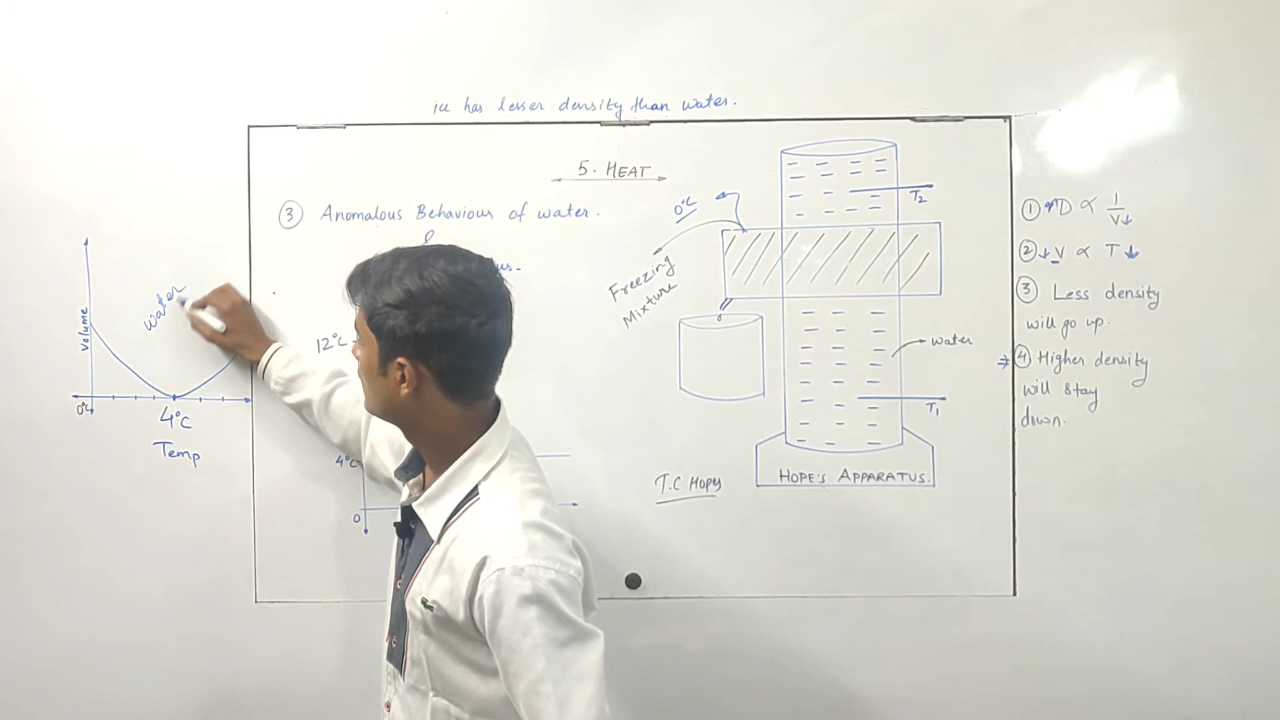 ice has lesser density than water.
5. HEAT
③ Anomalous Behaviour of water.
&
us.
Volume
water
0°C
4°C
Temp
12°C
4°C
0
0°C
Freezing
Mixture
T2
water
T1
HOPE'S APPARATUS.
T.C Hopes
① ↑D ∝ 1/V↓
② ↓V ∝ T↓
③ Less density
will go up.
⇒ ④ Higher density
will stay
down.